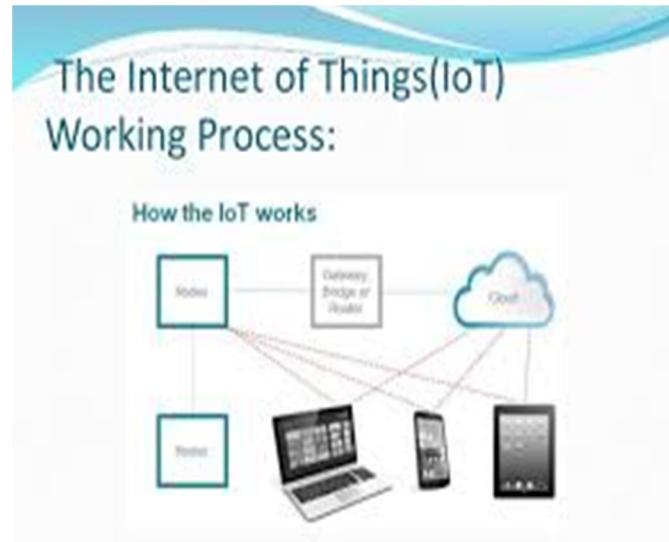 The Internet of Things(IoT)
Working Process:
How the IoT works
Nodes
Gateway
Bridge or
Router
Cloud
Nodes